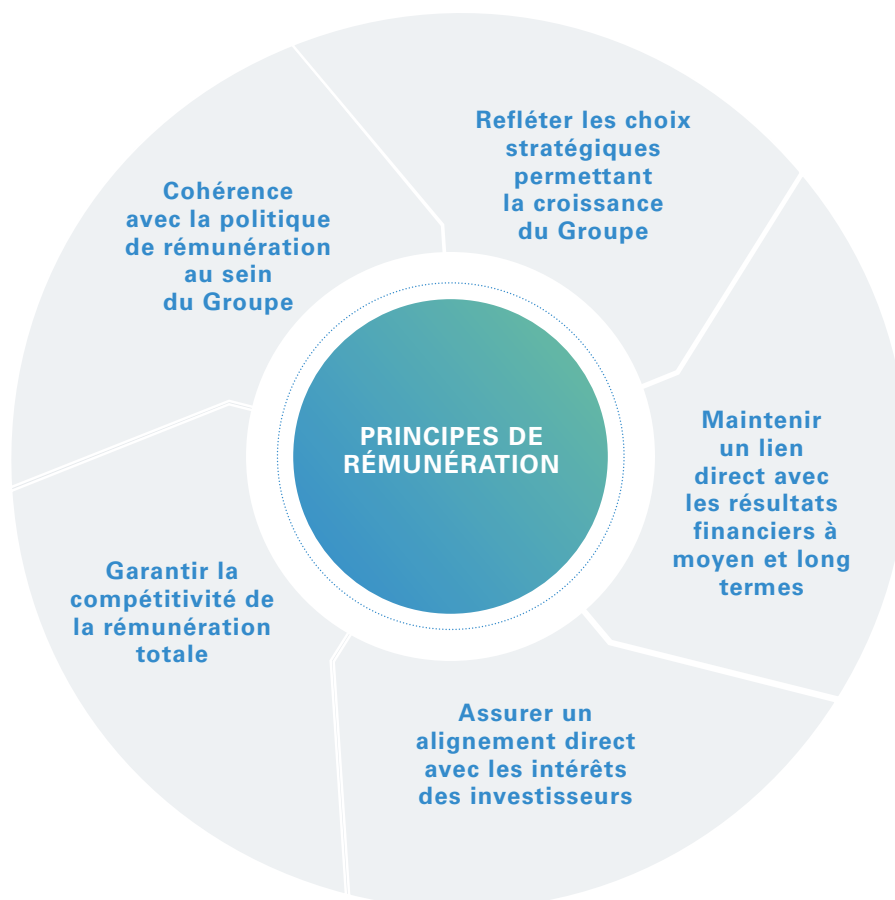 Refléter les choix
stratégiques
permettant
la croissance
du Groupe
Cohérence
avec la politique
de rémunération
au sein
du Groupe
PRINCIPES DE
RÉMUNÉRATION
Maintenir
un lien
direct avec
les résultats
financiers à
moyen et long
termes
Garantir la
compétitivité de
la rémunération
totale
Assurer un
alignement direct
avec les intérêts
des investisseurs